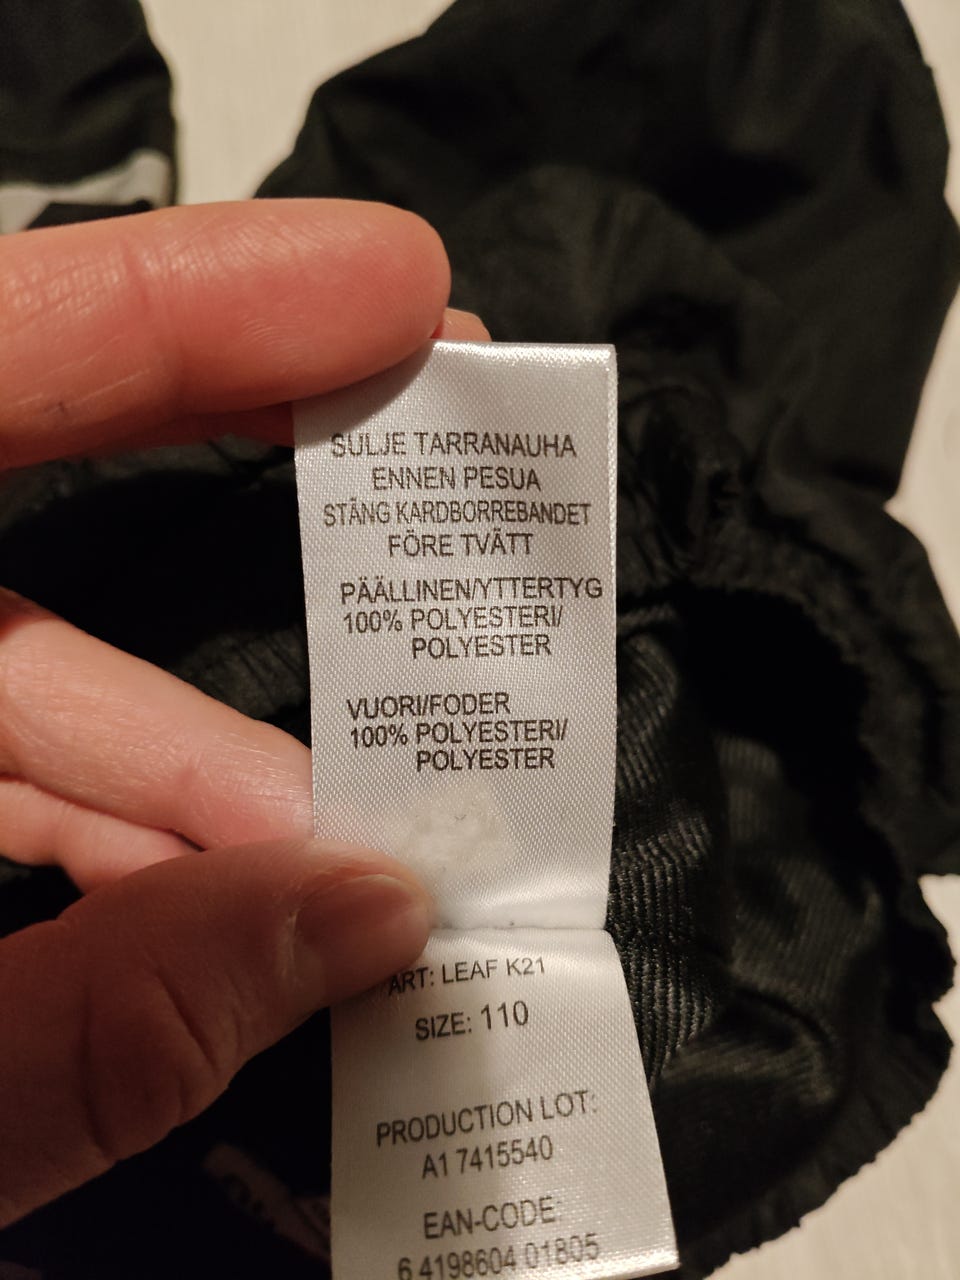 SULJE TARRANAUHA
ENNEN PESUA
STÄNG KARDBORREBANDET
FÖRE TVÄTT
PÄÄLLINEN/YTTERTYG
100% POLYESTERI/
POLYESTER
VUORI/FODER
100% POLYESTERI/
POLYESTER
ART: LEAF K21
SIZE: 110
PRODUCTION LOT:
A1 7415540
EAN-CODE:
6 4198604 01805